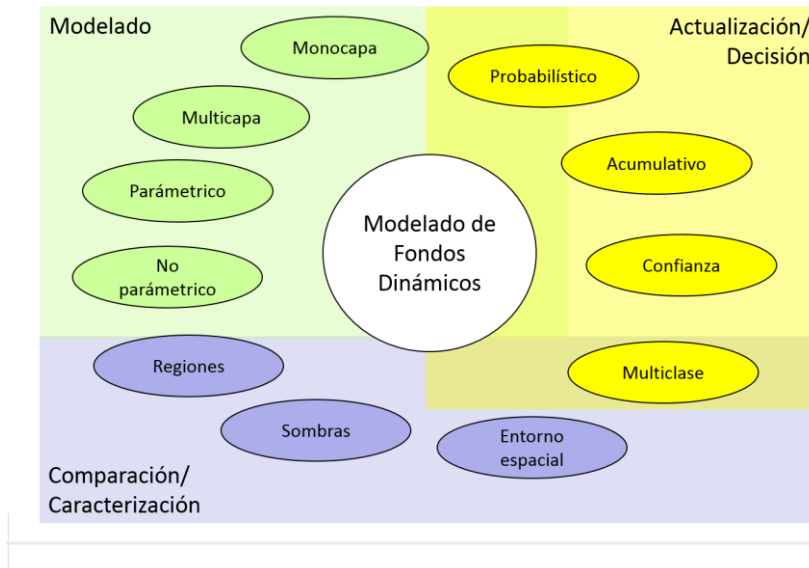 Modelado
Actualización/
Decisión
Monocapa
Probabilístico
Multicapa
Acumulativo
Parámetrico
Modelado de
Fondos
Dinámicos
No
parámetrico
Confianza
Regiones
Multiclase
Sombras
Entorno
espacial
Comparación/
Caracterización